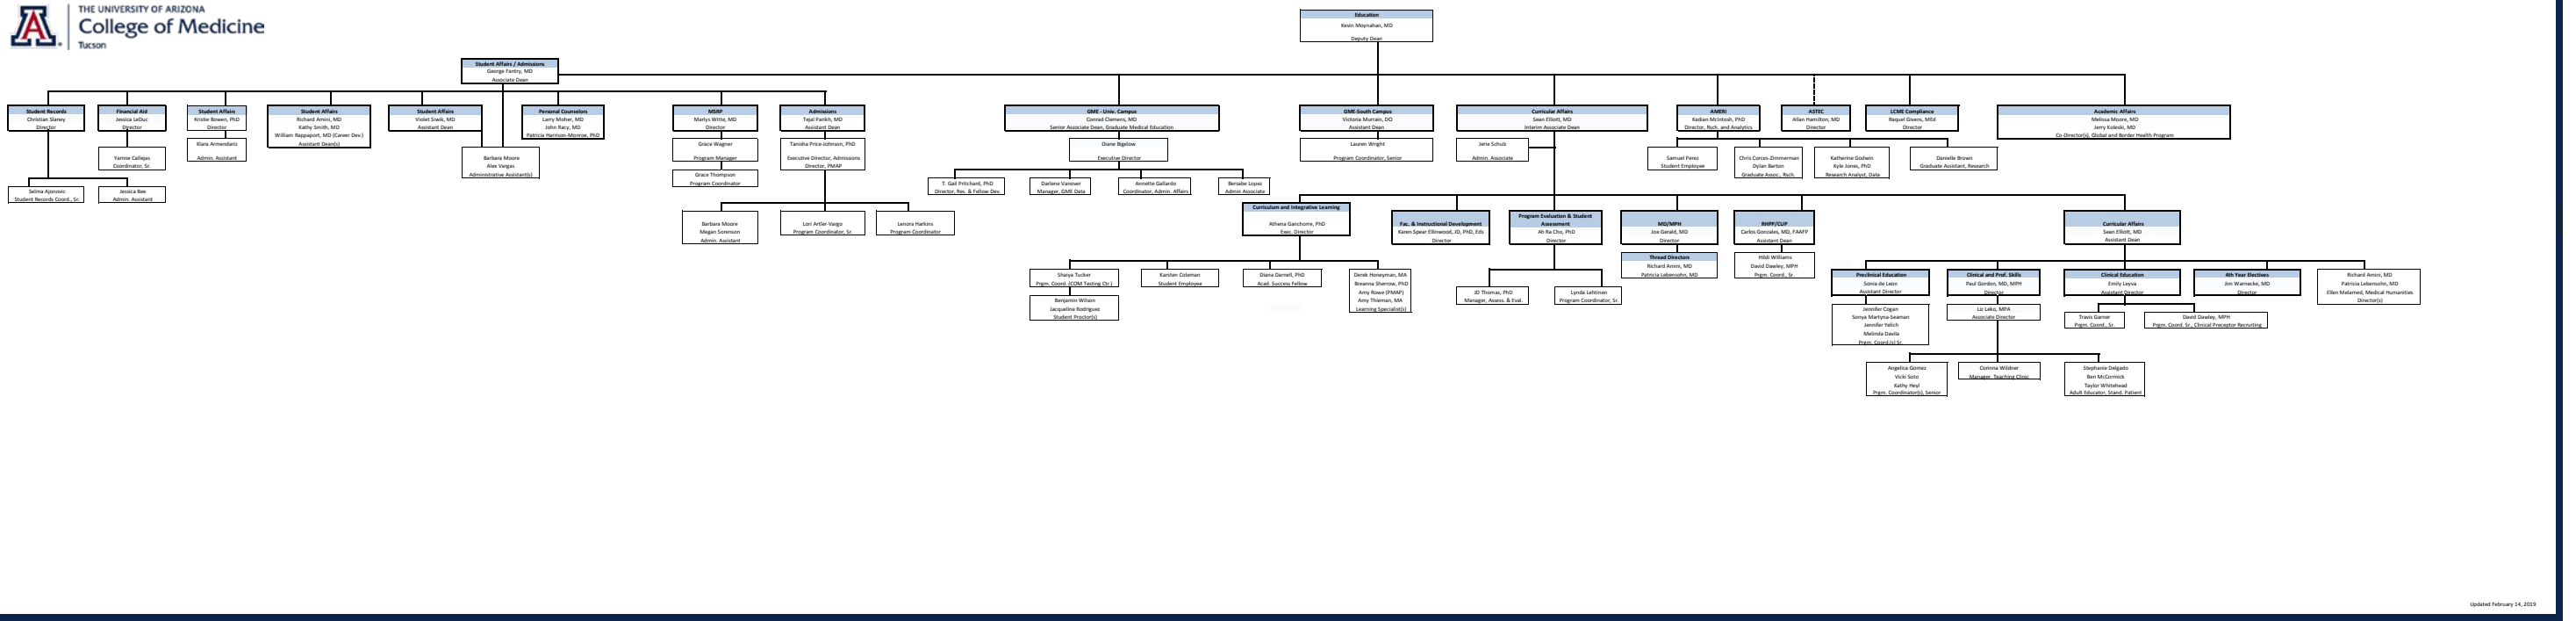 THE UNIVERSITY OF ARIZONA
College of Medicine
Tucson
Education
Kevin Moynahan, MD
Deputy Dean
Student Affairs / Admissions
George Fantry, MD
Associate Dean
Student Records
Christian Slaney
Director
Financial Aid
Jessica LeDuc
Director
Student Affairs
Kristie Bowen, PhD
Director
Student Affairs
Richard Amini, MD
Kathy Smith, MD
William Rappaport, MD (Career Dev.)
Assistant Dean(s)
Student Affairs
Violet Siwik, MD
Assistant Dean
Personal Counselors
Larry Moher, MD
John Racy, MD
Patricia Harrison-Monroe, PhD
MSRP
Marlys Witte, MD
Director
Admissions
Tejal Parikh, MD
Assistant Dean
GME - Univ. Campus
Conrad Clemens, MD
Senior Associate Dean, Graduate Medical Education
GME-South Campus
Victoria Murrain, DO
Assistant Dean
Curricular Affairs
Sean Elliott, MD
Interim Associate Dean
AMERI
Kadian McIntosh, PhD
Director, Rsch. and Analytics
ASTEC
Allan Hamilton, MD
Director
LCME Compliance
Raquel Givens, MEd
Director
Academic Affairs
Melissa Moore, MD
Jerry Koleski, MD
Co-Director(s), Global and Border Health Program
Yamne Callejas
Coordinator, Sr.
Klara Armendariz
Admin. Assistant
Barbara Moore
Alex Vargas
Administrative Assistant(s)
Grace Wagner
Program Manager
Grace Thompson
Program Coordinator
Tanisha Price-Johnson, PhD
Executive Director, Admissions
Director, PMAP
Diane Bigelow
Executive Director
Lauren Wright
Program Coordinator, Senior
Jerie Schulz
Admin. Associate
Samuel Perez
Student Employee
Chris Corces-Zimmerman
Dylan Barton
Graduate Assoc., Rsch.
Katherine Godwin
Kyle Jones, PhD
Research Analyst, Data
Danielle Brown
Graduate Assistant, Research
Selma Ajanovic
Student Records Coord., Sr.
Jessica Bee
Admin. Assistant
T. Gail Pritchard, PhD
Director, Res. & Fellow Dev.
Darlene Vanover
Manager, GME Data
Annette Gallardo
Coordinator, Admin. Affairs
Bersabe Lopez
Admin Associate
Barbara Moore
Megan Sorenson
Admin. Assistant
Lori Artler-Vargo
Program Coordinator, Sr.
Lenora Harkins
Program Coordinator
Curriculum and Integrative Learning
Athena Ganchorre, PhD
Exec. Director
Fac. & Instructional Development
Karen Spear Ellinwood, JD, PhD, Eds
Director
Program Evaluation & Student
Assessment
Ah Ra Cho, PhD
Director
MD/MPH
Joe Gerald, MD
Director
RHPP/CUP
Carlos Gonzales, MD, FAAFP
Assistant Dean
Curricular Affairs
Sean Elliott, MD
Assistant Dean
Thread Directors
Richard Amini, MD
Patricia Lebensohn, MD
Hildi Williams
David Dawley, MPH
Prgm. Coord., Sr.
Shaiya Tucker
Prgm. Coord. (COM Testing Ctr.)
Benjamin Wilson
Jacqueline Rodriguez
Student Proctor(s)
Karsten Coleman
Student Employee
Diana Darnell, PhD
Acad. Success Fellow
Derek Honeyman, MA
Breanne Sherrow, PhD
Amy Rowe (PMAP)
Amy Thieman, MA
Learning Specialist(s)
JD Thomas, PhD
Manager, Assess. & Eval.
Lynda Lehtinen
Program Coordinator, Sr.
Preclinical Education
Sonia de Leon
Assistant Director
Clinical and Prof. Skills
Paul Gordon, MD, MPH
Director
Clinical Education
Emily Leyva
Assistant Director
4th Year Electives
Jim Warnecke, MD
Director
Richard Amini, MD
Patricia Lebensohn, MD
Ellen Melamed, Medical Humanities
Director(s)
Jennifer Cogan
Sonya Martyna-Seaman
Jennifer Yelich
Melinda Davila
Prgm. Coord.(s) Sr.
Liz Leko, MPA
Associate Director
Travis Garner
Prgm. Coord., Sr.
David Dawley, MPH
Prgm. Coord. Sr., Clinical Preceptor Recruiting
Angelica Gomez
Vicki Soto
Kathy Heyl
Prgm. Coordinator(s), Senior
Corinna Wildner
Manager, Teaching Clinic
Stephanie Delgado
Ben McCormick
Taylor Whitehead
Adult Educator, Stand. Patient
Updated February 14, 2019